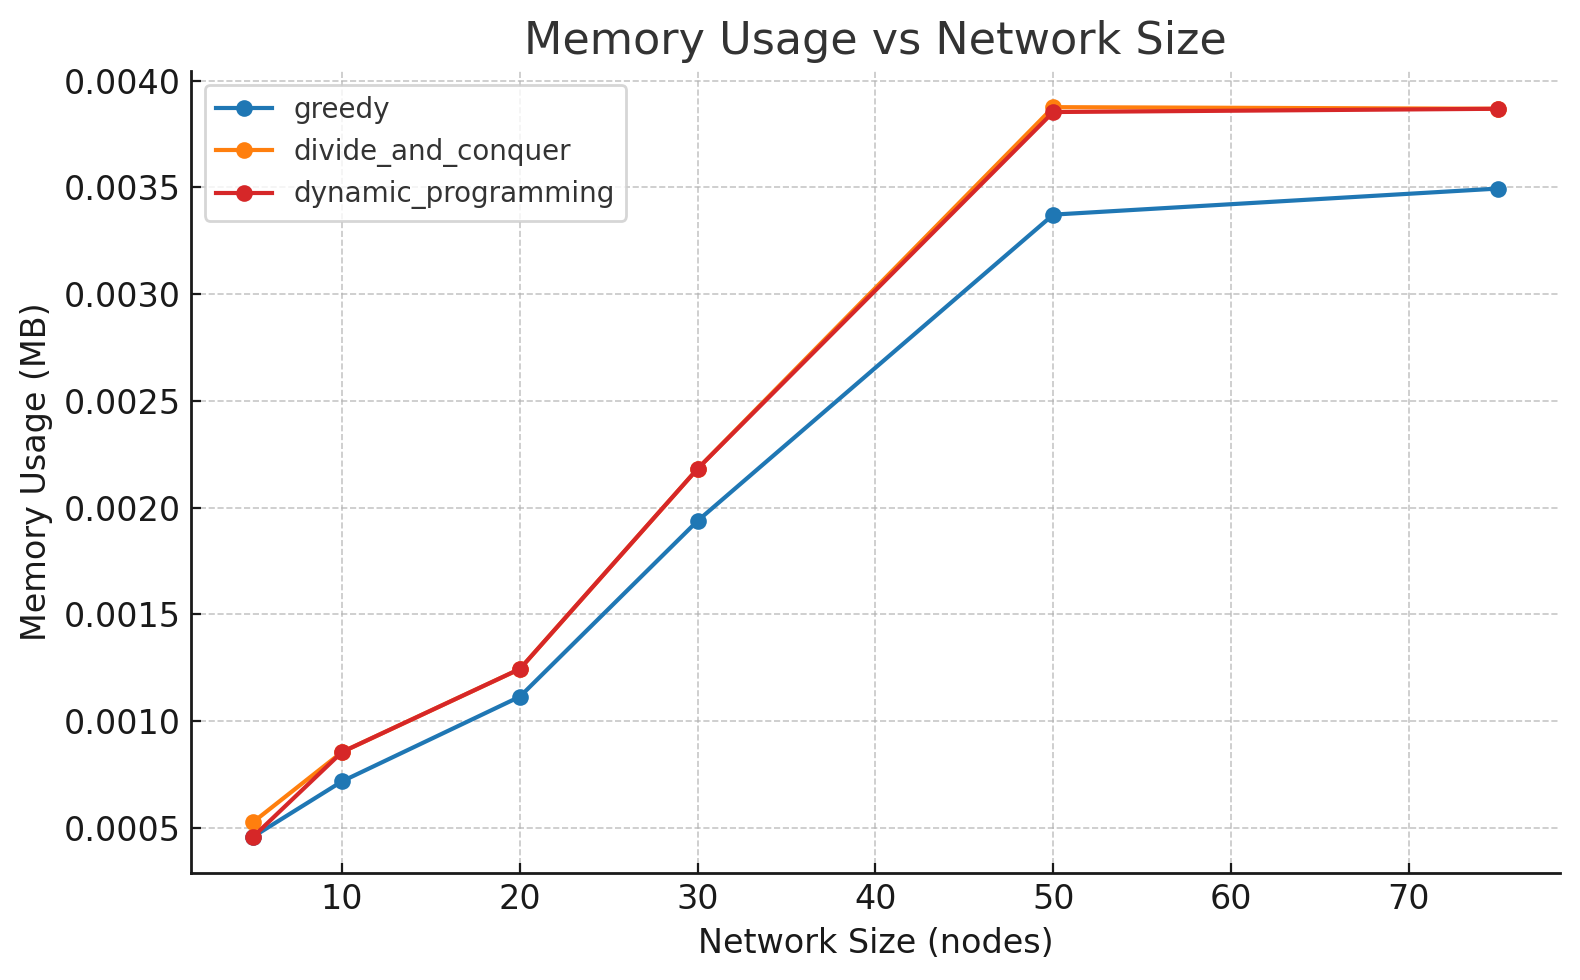 Memory Usage vs Network Size
greedy
divide_and_conquer
dynamic_programming
Memory Usage (MB)
0.0040
0.0035
0.0030
0.0025
0.0020
0.0015
0.0010
0.0005
10 20 30 40 50 60 70
Network Size (nodes)